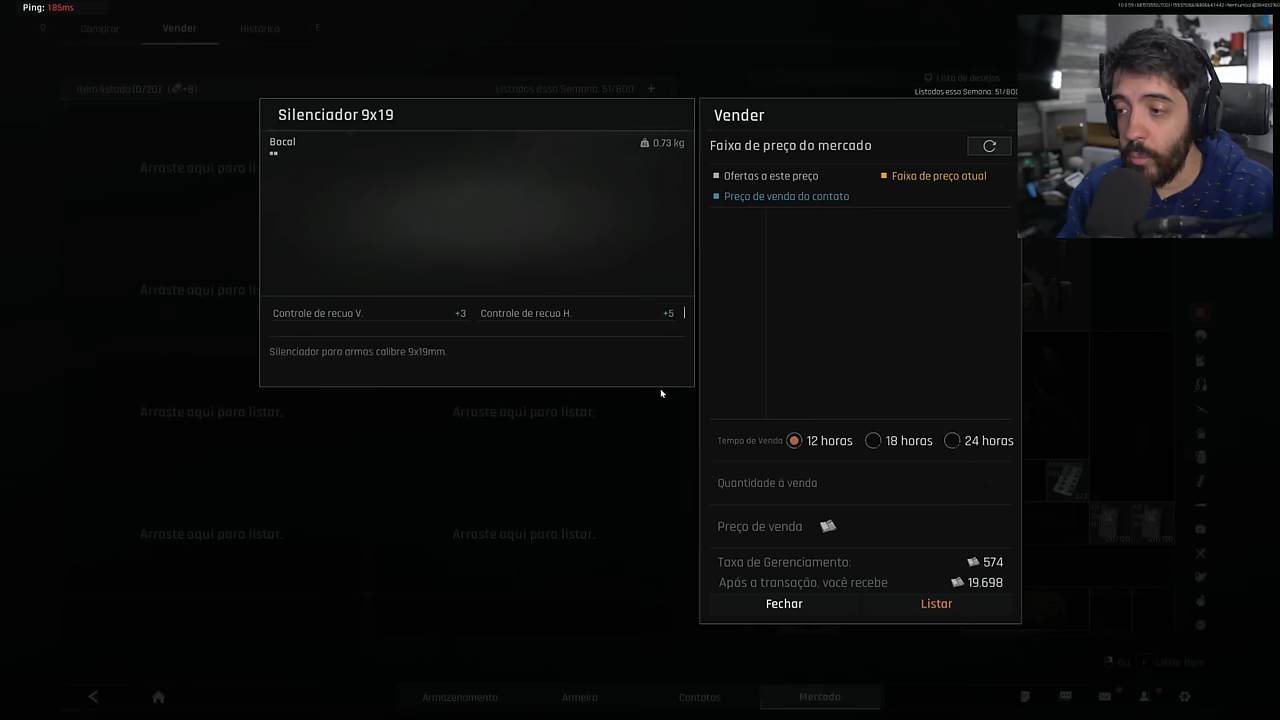 Ping: 185ms
Comprar Vender Histórico E
Item listado (0/20) (+8) Listados essa Semana: 51/800 +
Lista de desejos
Listados essa Semana: 51/800
Silenciador 9x19
Bocal
0.73 kg
Controle de recuo V. +3 Controle de recuo H. +5
Silenciador para armas calibre 9x19mm.
Vender
Faixa de preço do mercado
Ofertas a este preço Faixa de preço atual
Preço de venda do contato
Tempo de Venda 12 horas 18 horas 24 horas
Quantidade à venda
Preço de venda
Taxa de Gerenciamento: 574
Após a transação, você recebe 19.698
Fechar Listar
Arraste aqui para
Arraste aqui para
Arraste aqui para listar. Arraste aqui para listar.
Arraste aqui para listar. Arraste aqui para listar.
Ou F Listar item
Armazenamento Armeiro Contatos Mercado